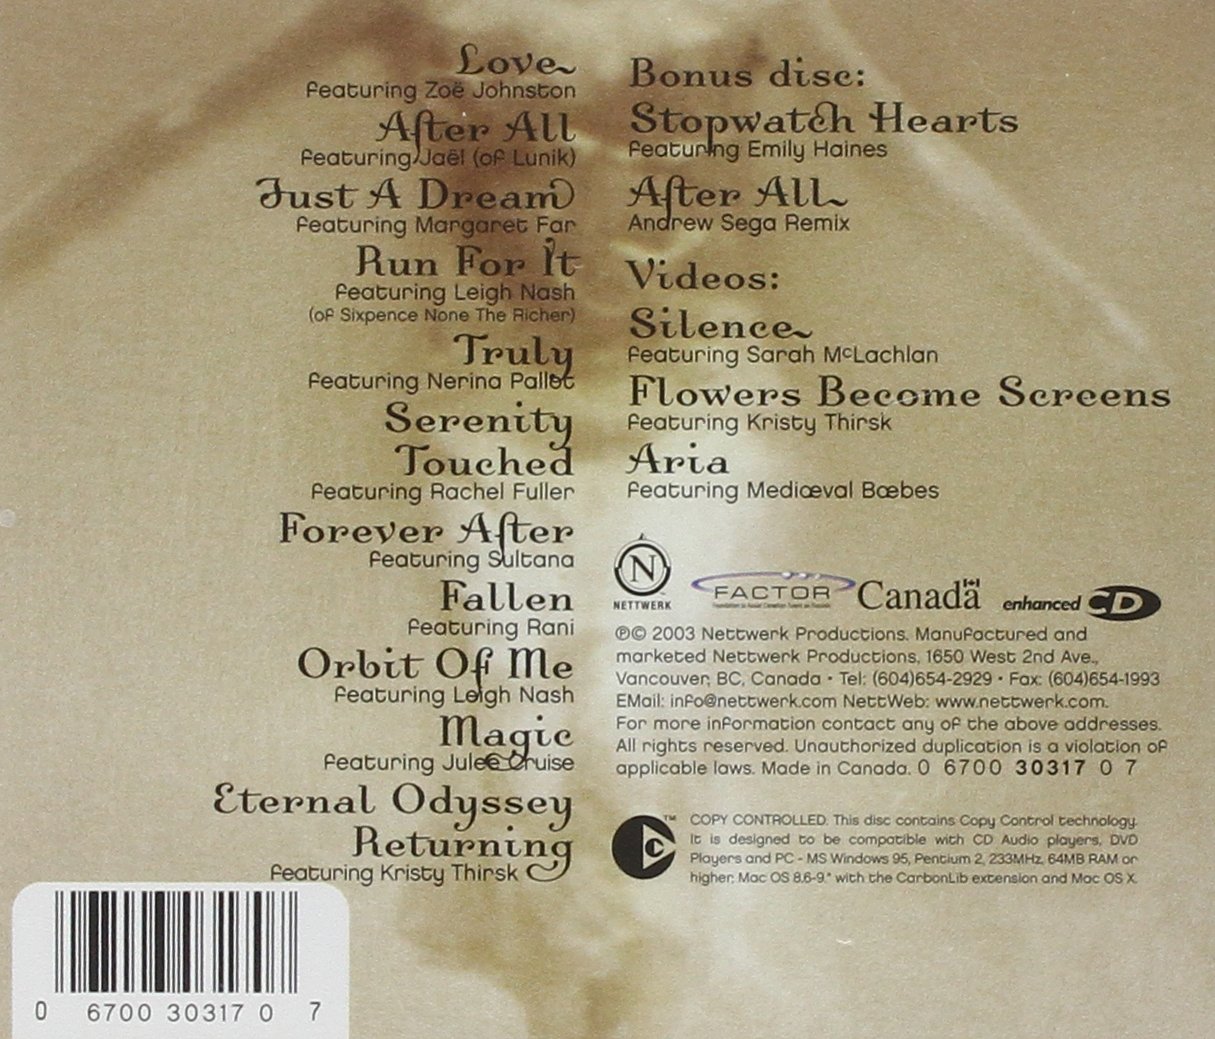 Love
featuring Zoë Johnston
After All
featuring Jaël (of Lunik)
Just A Dream
featuring Margaret Far
Run For It
featuring Leigh Nash
(of Sixpence None The Richer)
Truly
featuring Nerina Pallot
Serenity
Touched
featuring Rachel Fuller
Forever After
featuring Sultana
Fallen
featuring Rani
Orbit Of Me
featuring Leigh Nash
Magic
featuring Julee Cruise
Eternal Odyssey
Returning
featuring Kristy Thirsk
Bonus disc:
Stopwatch Hearts
featuring Emily Haines
After All
Andrew Sega Remix
Videos:
Silence
featuring Sarah McLachlan
Flowers Become Screens
featuring Kristy Thirsk
Aria
featuring Mediæval Bæbes
N
NETTWERK
FACTOR
Canada
enhanced CD
℗© 2003 Nettwerk Productions. Manufactured and
marketed Nettwerk Productions, 1650 West 2nd Ave.,
Vancouver, BC, Canada • Tel: (604)654-2929 • Fax: (604)654-1993
EMail: info@nettwerk.com NettWeb: www.nettwerk.com.
For more information contact any of the above addresses.
All rights reserved. Unauthorized duplication is a violation of
applicable laws. Made in Canada. 0 6700 30317 0 7
COPY CONTROLLED. This disc contains Copy Control technology.
It is designed to be compatible with CD Audio players, DVD
Players and PC - MS Windows 95, Pentium 2, 233MHz, 64MB RAM or
higher; Mac OS 8.6-9.* with the CarbonLib extension and Mac OS X.
0 6700 30317 0 7